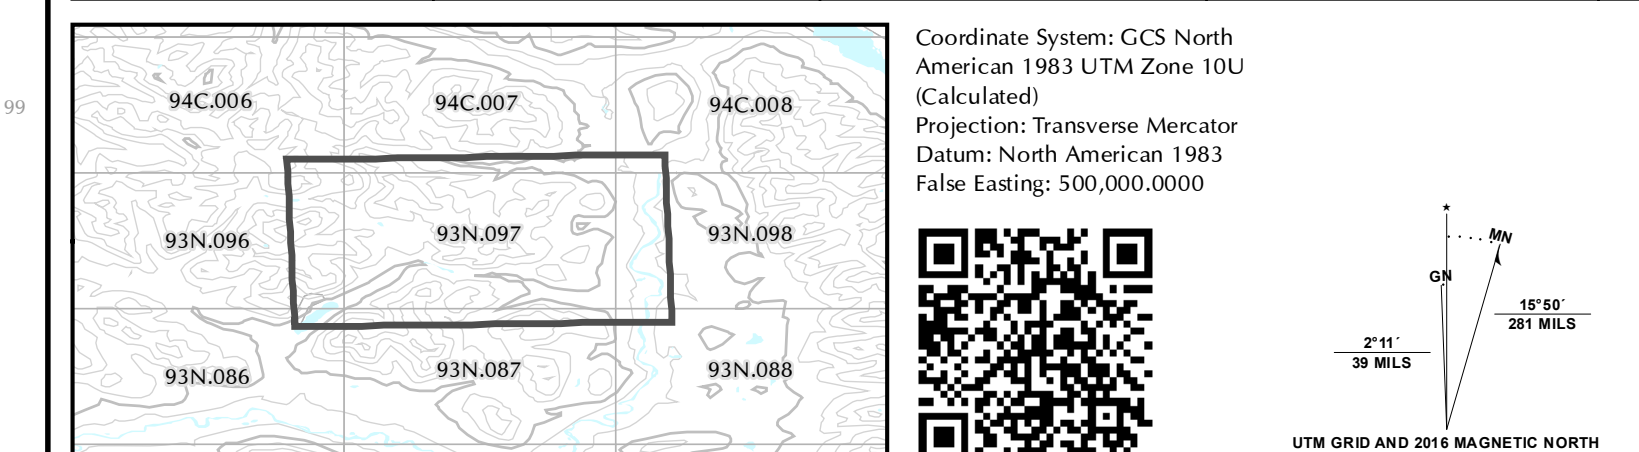 99
94C.006
94C.007
94C.008
93N.096
93N.097
93N.098
93N.086
93N.087
93N.088
Coordinate System: GCS North
American 1983 UTM Zone 10U
(Calculated)
Projection: Transverse Mercator
Datum: North American 1983
False Easting: 500,000.0000
MN
GN
15°50´
281 MILS
2°11´
39 MILS
UTM GRID AND 2016 MAGNETIC NORTH